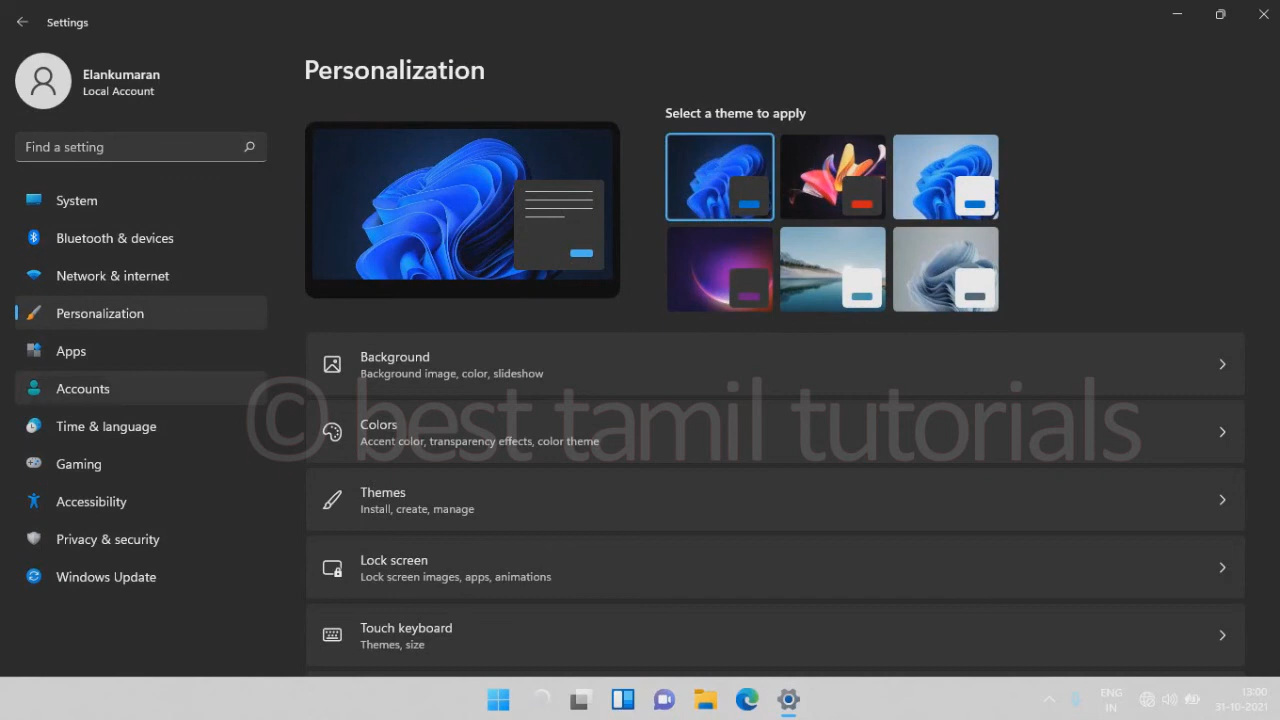 Settings
Elankumaran
Local Account
Find a setting
System
Bluetooth & devices
Network & internet
Personalization
Apps
Accounts
Time & language
Gaming
Accessibility
Privacy & security
Windows Update
Personalization
Select a theme to apply
Background
Background image, color, slideshow
Colors
Accent color, transparency effects, color theme
Themes
Install, create, manage
Lock screen
Lock screen images, apps, animations
Touch keyboard
Themes, size
© best tamil tutorials
ENG
IN
13:00
31-10-2021